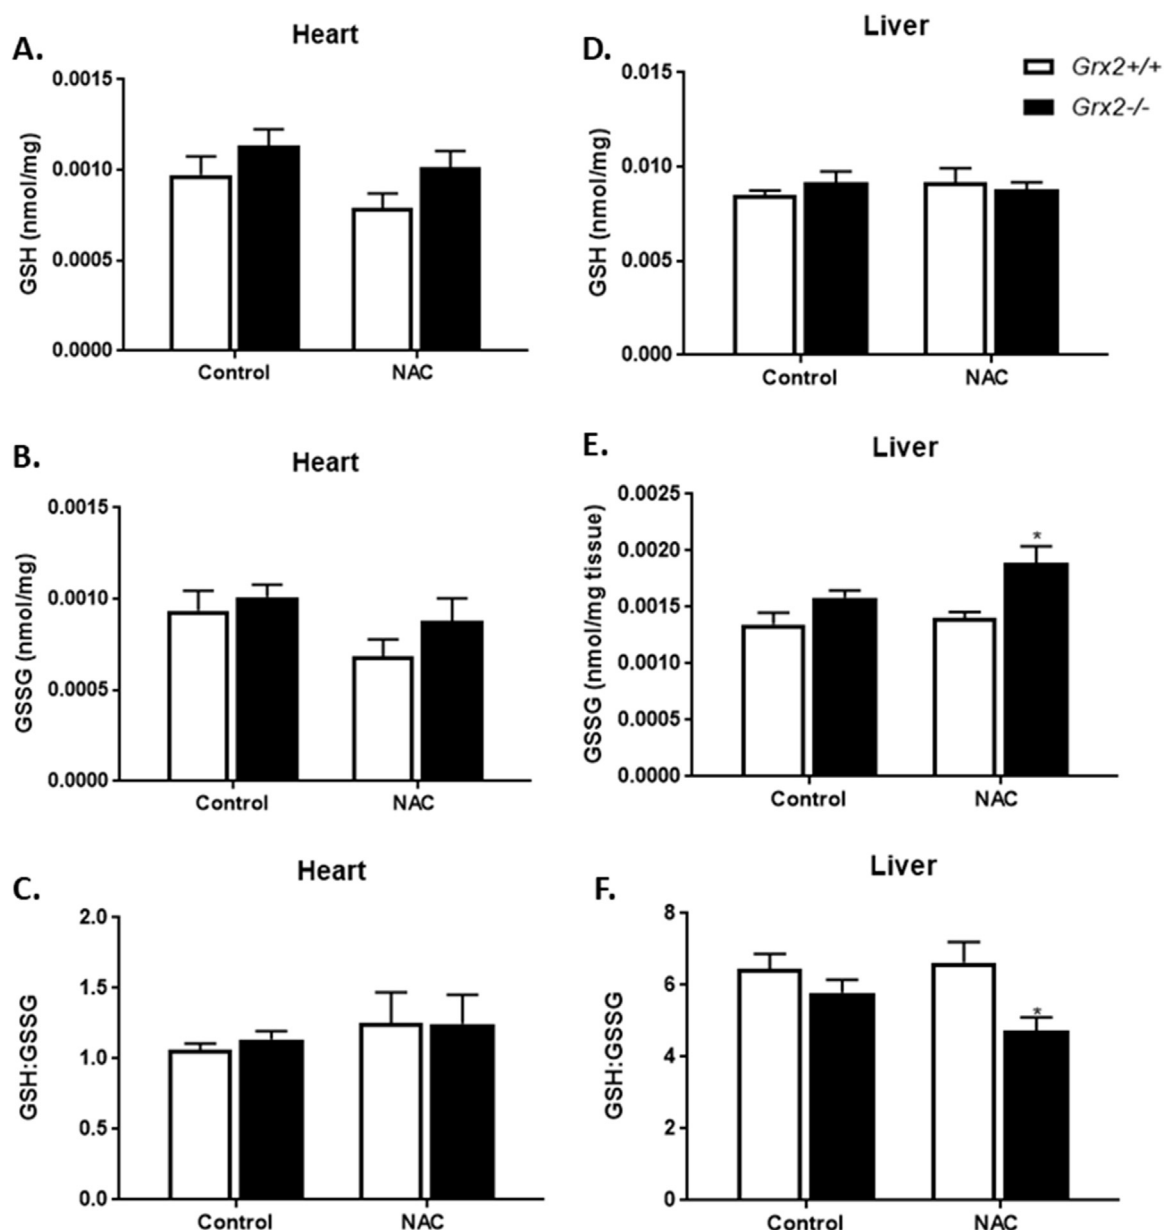 A.
Heart
GSH (nmol/mg)
0.0015
0.0010
0.0005
0.0000
Control NAC
D.
Liver
Grx2+/+
Grx2-/-
GSH (nmol/mg)
0.015
0.010
0.005
0.000
Control NAC
B.
Heart
GSSG (nmol/mg)
0.0015
0.0010
0.0005
0.0000
Control NAC
E.
Liver
GSSG (nmol/mg tissue)
0.0025
0.0020
0.0015
0.0010
0.0005
0.0000
*
Control NAC
C.
Heart
GSH:GSSG
2.0
1.5
1.0
0.5
0.0
Control NAC
F.
Liver
GSH:GSSG
8
6
4
2
0
*
Control NAC